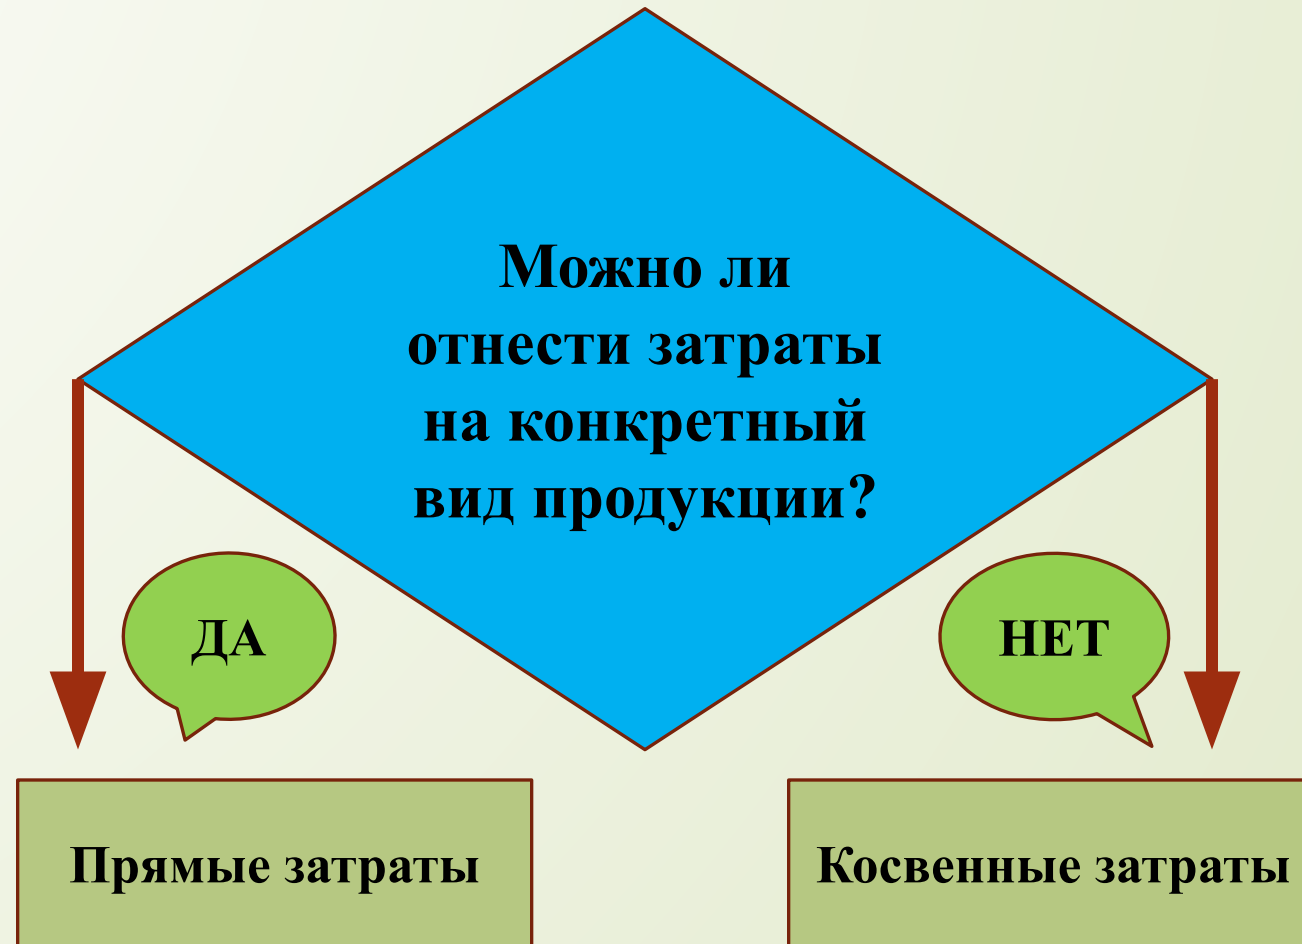 Можно ли
отнести затраты
на конкретный
вид продукции?
ДА
НЕТ
Прямые затраты
Косвенные затраты